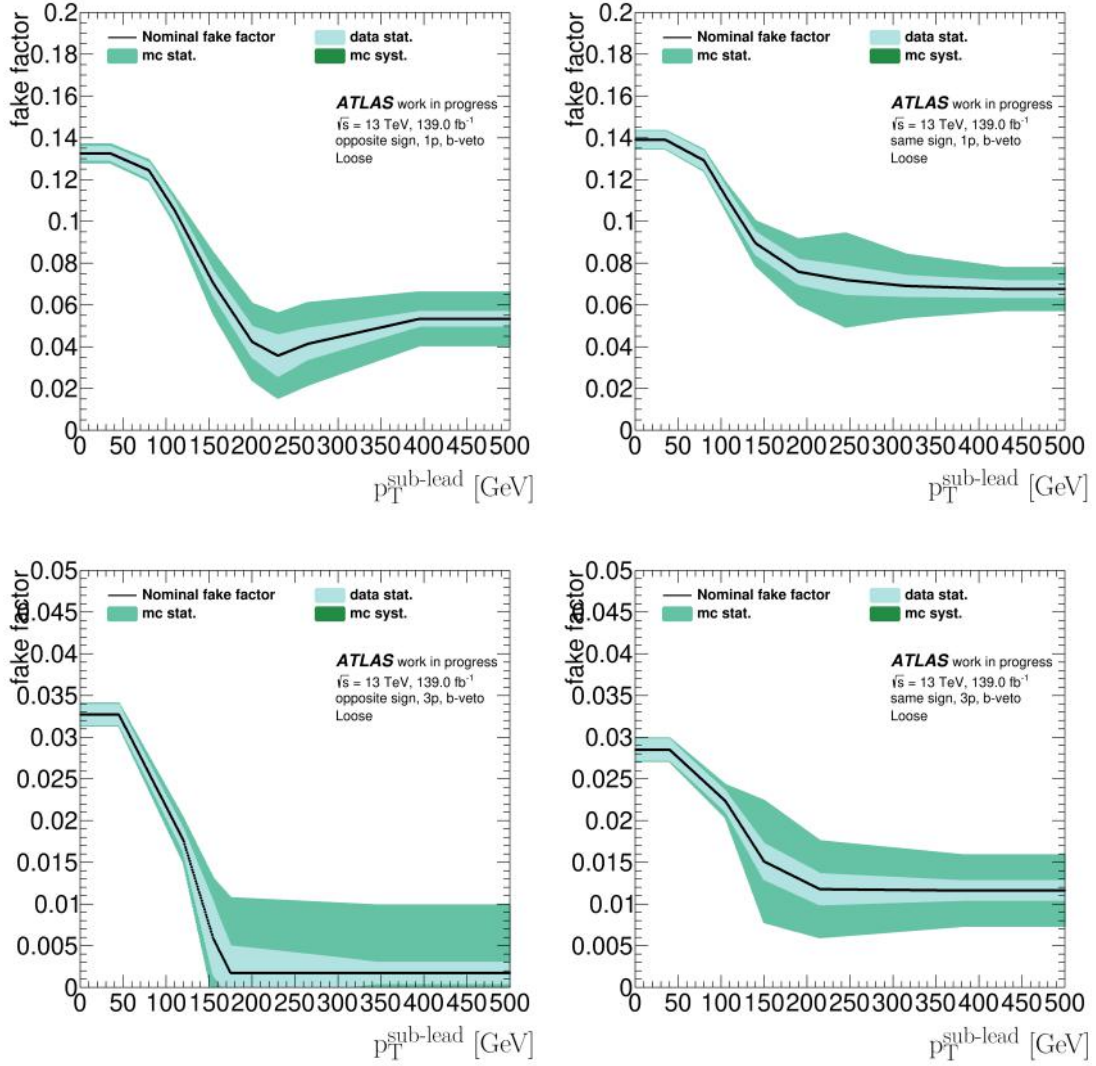 fake factor
0.2
0.18
0.16
0.14
0.12
0.1
0.08
0.06
0.04
0.02
0
Nominal fake factor
data stat.
mc stat.
mc syst.
ATLAS work in progress
√s = 13 TeV, 139.0 fb⁻¹
opposite sign, 1p, b-veto
Loose
0 50 100 150 200 250 300 350 400 450 500
p_T^sub-lead [GeV]
fake factor
0.2
0.18
0.16
0.14
0.12
0.1
0.08
0.06
0.04
0.02
0
Nominal fake factor
data stat.
mc stat.
mc syst.
ATLAS work in progress
√s = 13 TeV, 139.0 fb⁻¹
same sign, 1p, b-veto
Loose
0 50 100 150 200 250 300 350 400 450 500
p_T^sub-lead [GeV]
fake factor
0.05
0.045
0.04
0.035
0.03
0.025
0.02
0.015
0.01
0.005
0
Nominal fake factor
data stat.
mc stat.
mc syst.
ATLAS work in progress
√s = 13 TeV, 139.0 fb⁻¹
opposite sign, 3p, b-veto
Loose
0 50 100 150 200 250 300 350 400 450 500
p_T^sub-lead [GeV]
fake factor
0.05
0.045
0.04
0.035
0.03
0.025
0.02
0.015
0.01
0.005
0
Nominal fake factor
data stat.
mc stat.
mc syst.
ATLAS work in progress
√s = 13 TeV, 139.0 fb⁻¹
same sign, 3p, b-veto
Loose
0 50 100 150 200 250 300 350 400 450 500
p_T^sub-lead [GeV]